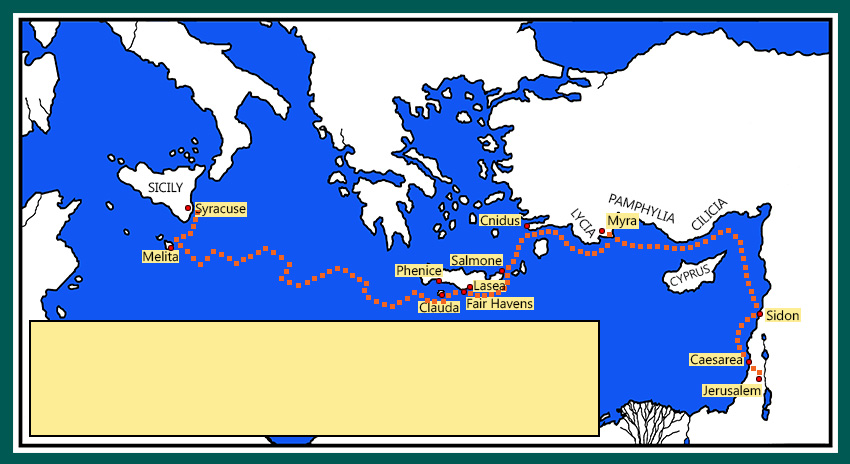 SICILY
Syracuse
Melita
Phenice
Clauda
Lasea
Fair Havens
Salmone
Cnidus
LYCIA
Myra
PAMPHYLIA
CILICIA
CYPRUS
Sidon
Caesarea
Jerusalem